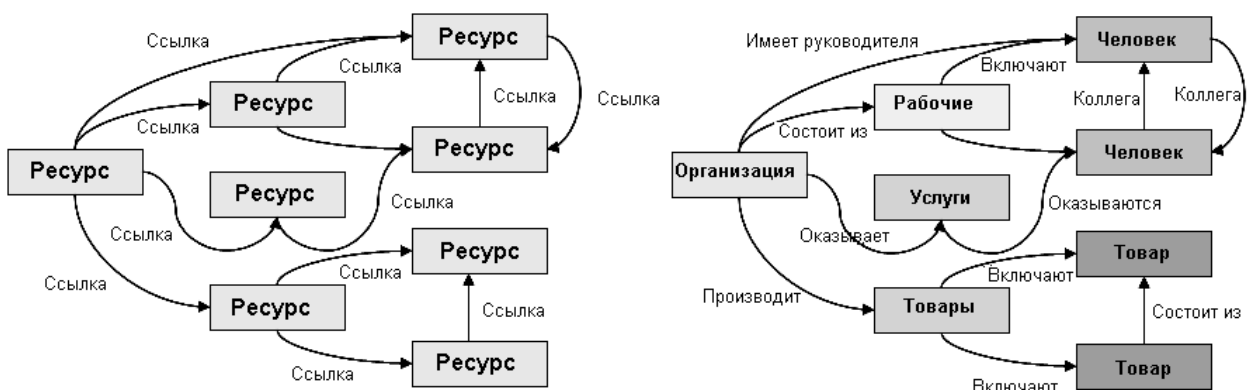 Ссылка
Ресурс
Ссылка
Ресурс
Ссылка
Ссылка
Ссылка
Ресурс
Ресурс
Ресурс
Ссылка
Ссылка
Ресурс
Ссылка
Ссылка
Ресурс
Ссылка
Ссылка
Ресурс
Имеет руководителя
Человек
Включают
Рабочие
Коллега
Коллега
Состоит из
Человек
Организация
Услуги
Оказываются
Оказывает
Товар
Включают
Производит
Товары
Состоит из
Товар
Включают